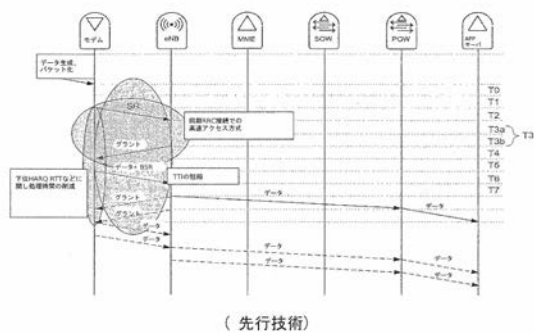 モデム
eNB
MME
SGW
PGW
APP
サーバ
データ生成、
パケット化
T0
T1
SR
T2
初期RRC接続での
高速アクセス方式
T3a
T3
T3b
グラント
T4
データ+ BSR
T5
TTIの短縮
T6
下位HARQ RTTなどに
関し処理時間の削減
T7
グラント
データ
データ
グラント
データ
データ
データ
データ
データ
データ
( 先行技術)